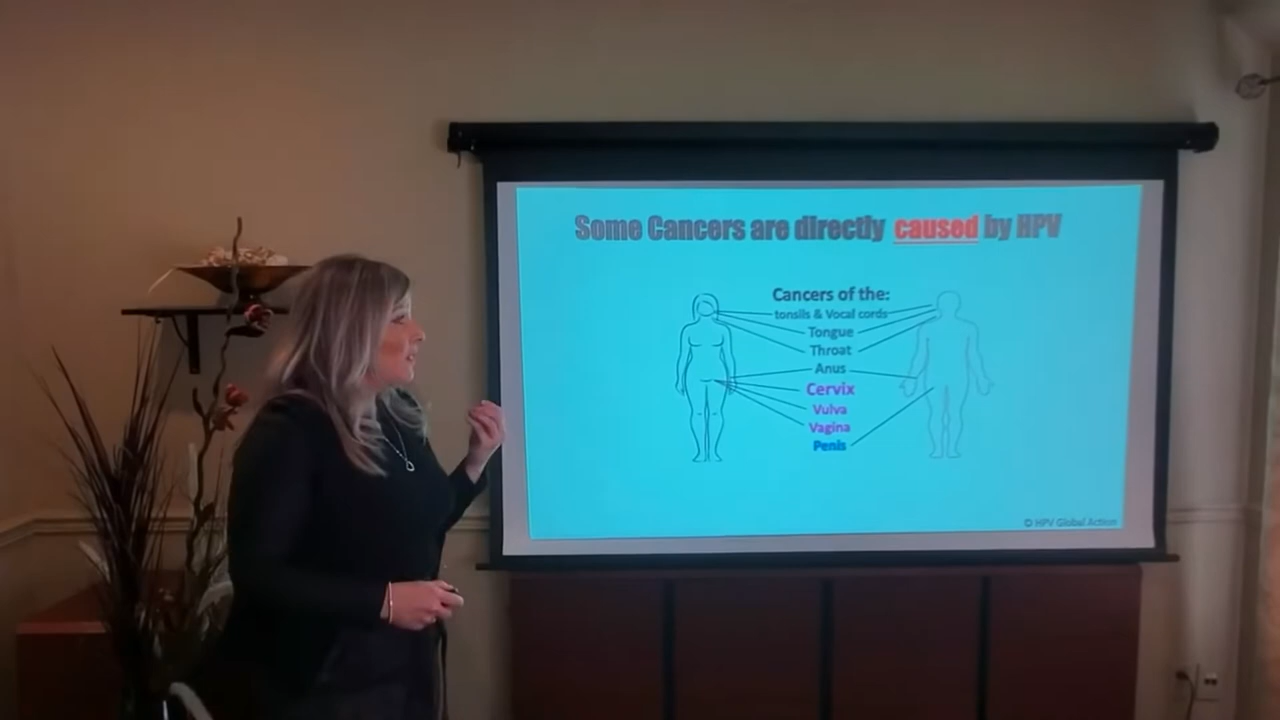 Some Cancers are directly caused by HPV
Cancers of the:
tonsils & Vocal cords
Tongue
Throat
Anus
Cervix
Vulva
Vagina
Penis
© HPV Global Action